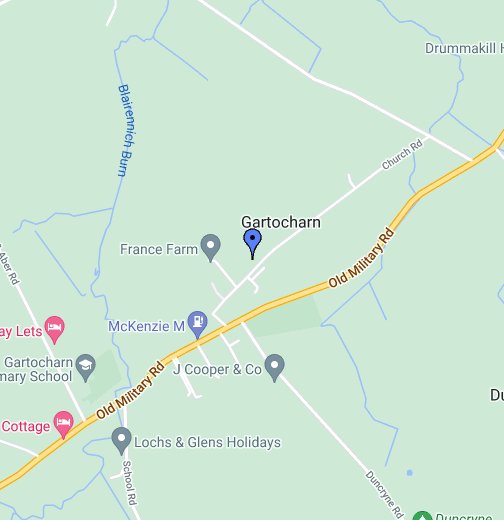 Drummakill H
Blairennich Burn
Church Rd
Gartocharn
France Farm
Old Military Rd
Aber Rd
McKenzie M
ay Lets
Gartocharn
mary School
J Cooper & Co
Old Military Rd
Du
Cottage
Lochs & Glens Holidays
School Rd
Duncryne Rd
Duncryne